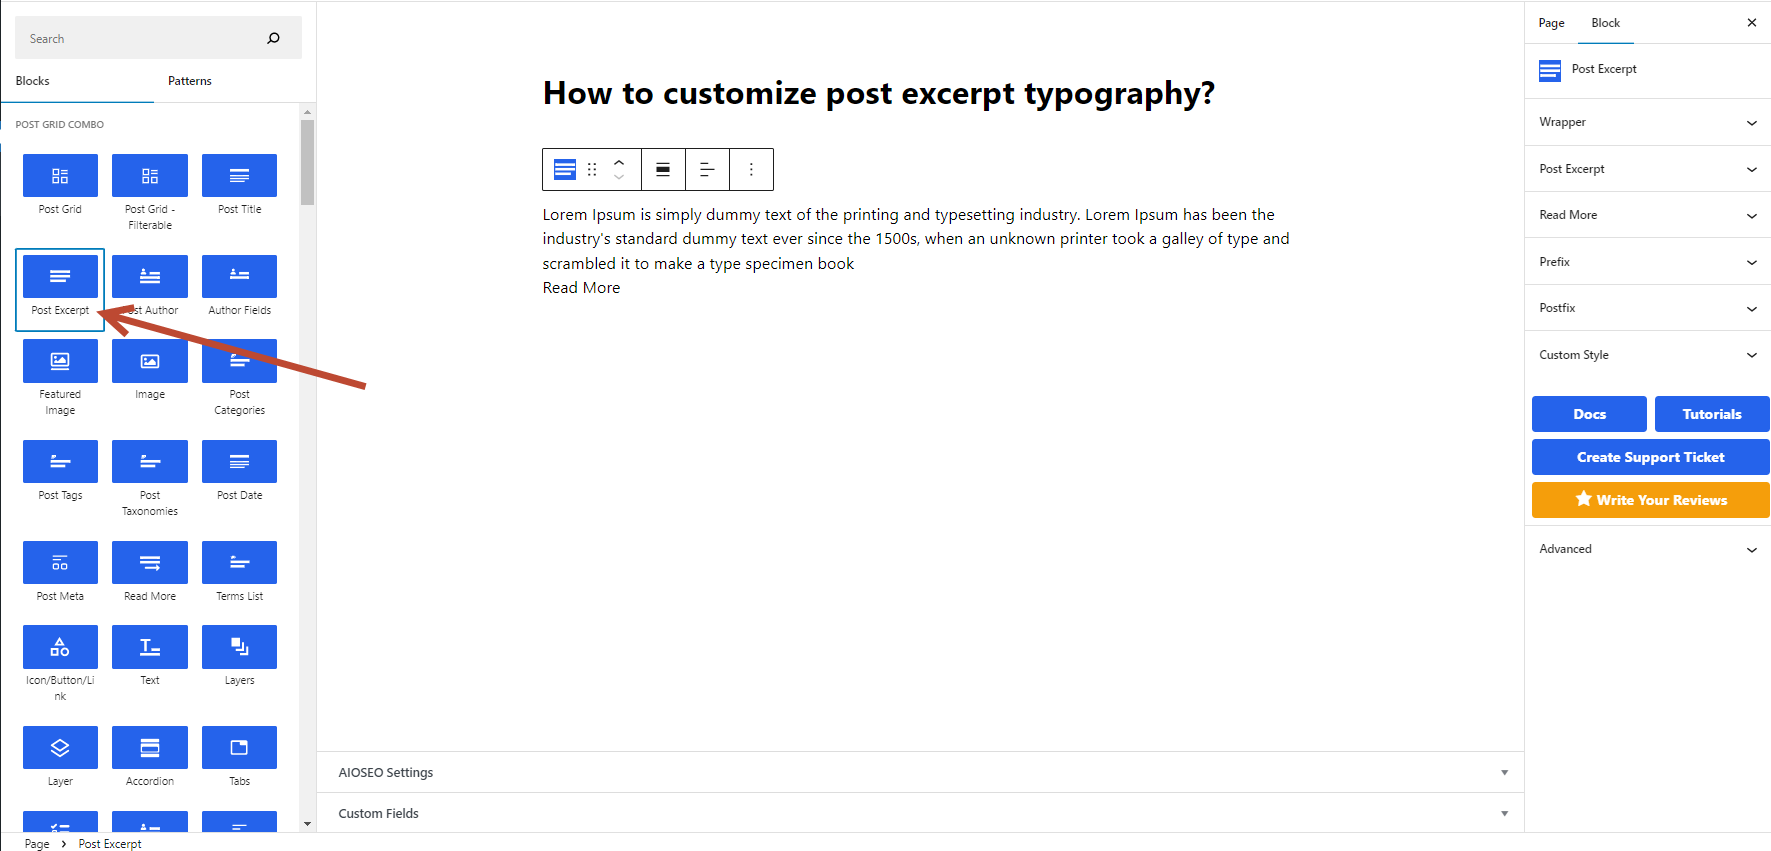 Search
Blocks
Patterns
POST GRID COMBO
Post Grid
Post Grid -
Filterable
Post Title
Post Excerpt
st Author
Author Fields
Featured
Image
Image
Post
Categories
Post Tags
Post
Taxonomies
Post Date
Post Meta
Read More
Terms List
Icon/Button/Li
nk
Text
Layers
Layer
Accordion
Tabs
Page
Post Excerpt
How to customize post excerpt typography?
Lorem Ipsum is simply dummy text of the printing and typesetting industry. Lorem Ipsum has been the
industry's standard dummy text ever since the 1500s, when an unknown printer took a galley of type and
scrambled it to make a type specimen book
Read More
AIOSEO Settings
Custom Fields
Page
Block
Post Excerpt
Wrapper
Post Excerpt
Read More
Prefix
Postfix
Custom Style
Docs
Tutorials
Create Support Ticket
Write Your Reviews
Advanced